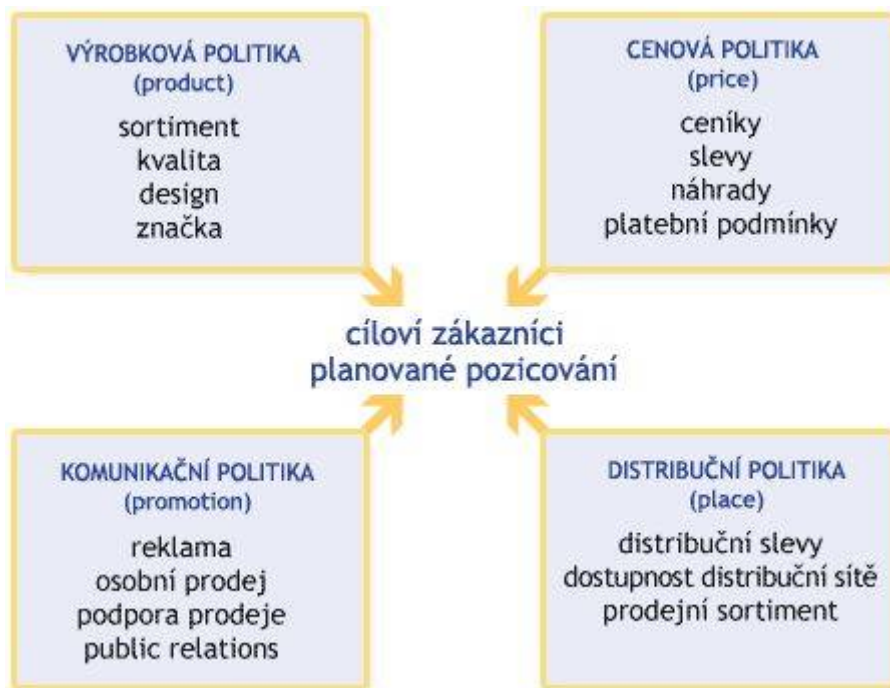 VÝROBKOVÁ POLITIKA
(product)
sortiment
kvalita
design
značka
CENOVÁ POLITIKA
(price)
ceníky
slevy
náhrady
platební podmínky
cíloví zákazníci
planované pozicování
KOMUNIKAČNÍ POLITIKA
(promotion)
reklama
osobní prodej
podpora prodeje
public relations
DISTRIBUČNÍ POLITIKA
(place)
distribuční slevy
dostupnost distribuční sítě
prodejní sortiment